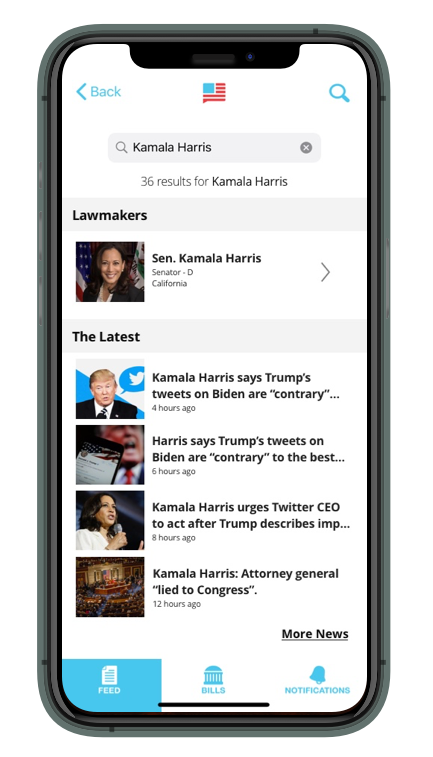 Back
Kamala Harris
36 results for Kamala Harris
Lawmakers
Sen. Kamala Harris
Senator - D
California
The Latest
Kamala Harris says Trump’s
tweets on Biden are “contrary”...
4 hours ago
Harris says Trump’s tweets on
Biden are “contrary” to the best...
6 hours ago
Kamala Harris urges Twitter CEO
to act after Trump describes imp...
8 hours ago
Kamala Harris: Attorney general
“lied to Congress”.
12 hours ago
More News
FEED
BILLS
NOTIFICATIONS